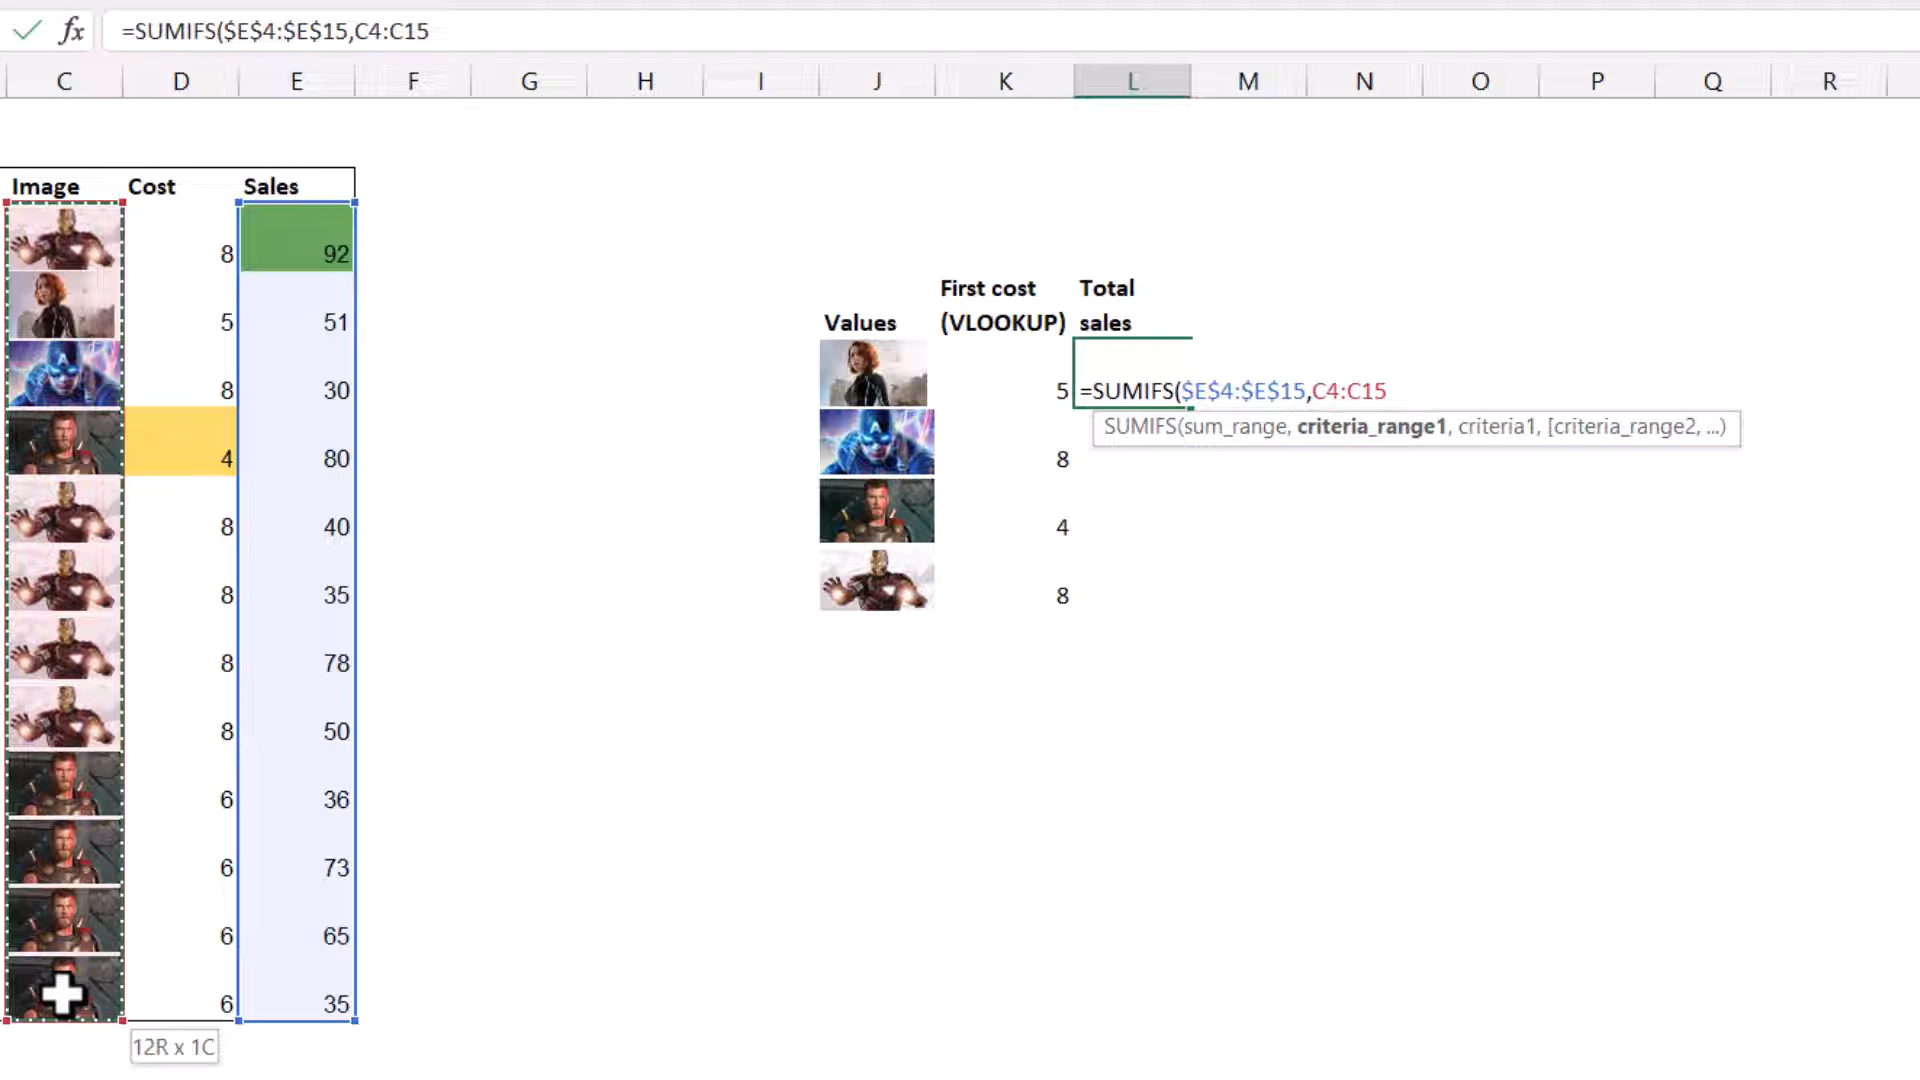 fx =SUMIFS($E$4:$E$15,C4:C15
C D E F G H I J K L M N O P Q R
Image Cost Sales
8 92
5 51
8 30
4 80
8 40
8 35
8 78
8 50
6 36
6 73
6 65
6 35
12R x 1C
First cost Total
Values (VLOOKUP) sales
5 =SUMIFS($E$4:$E$15,C4:C15
SUMIFS(sum_range, criteria_range1, criteria1, [criteria_range2, ...)
8
4
8